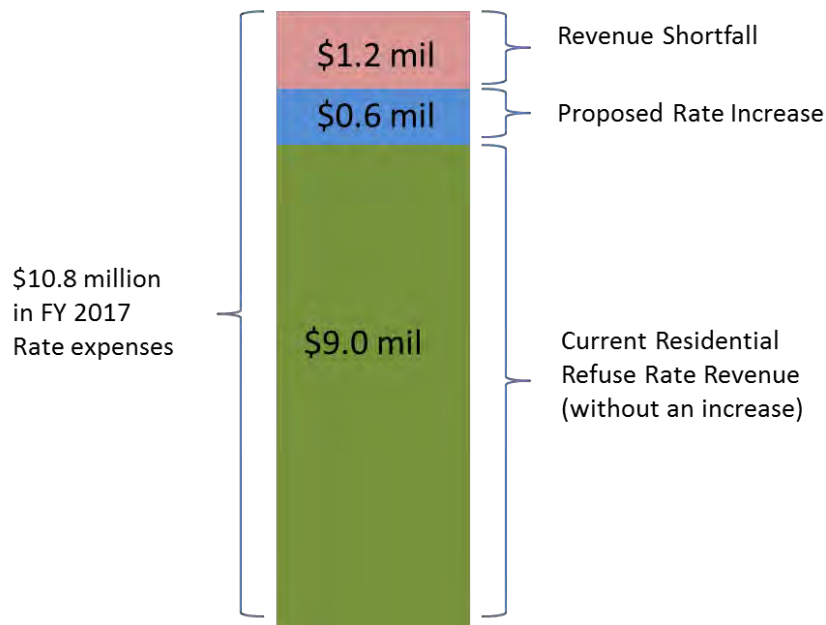 $1.2 mil
Revenue Shortfall
$0.6 mil
Proposed Rate Increase
$10.8 million
in FY 2017
Rate expenses
$9.0 mil
Current Residential
Refuse Rate Revenue
(without an increase)